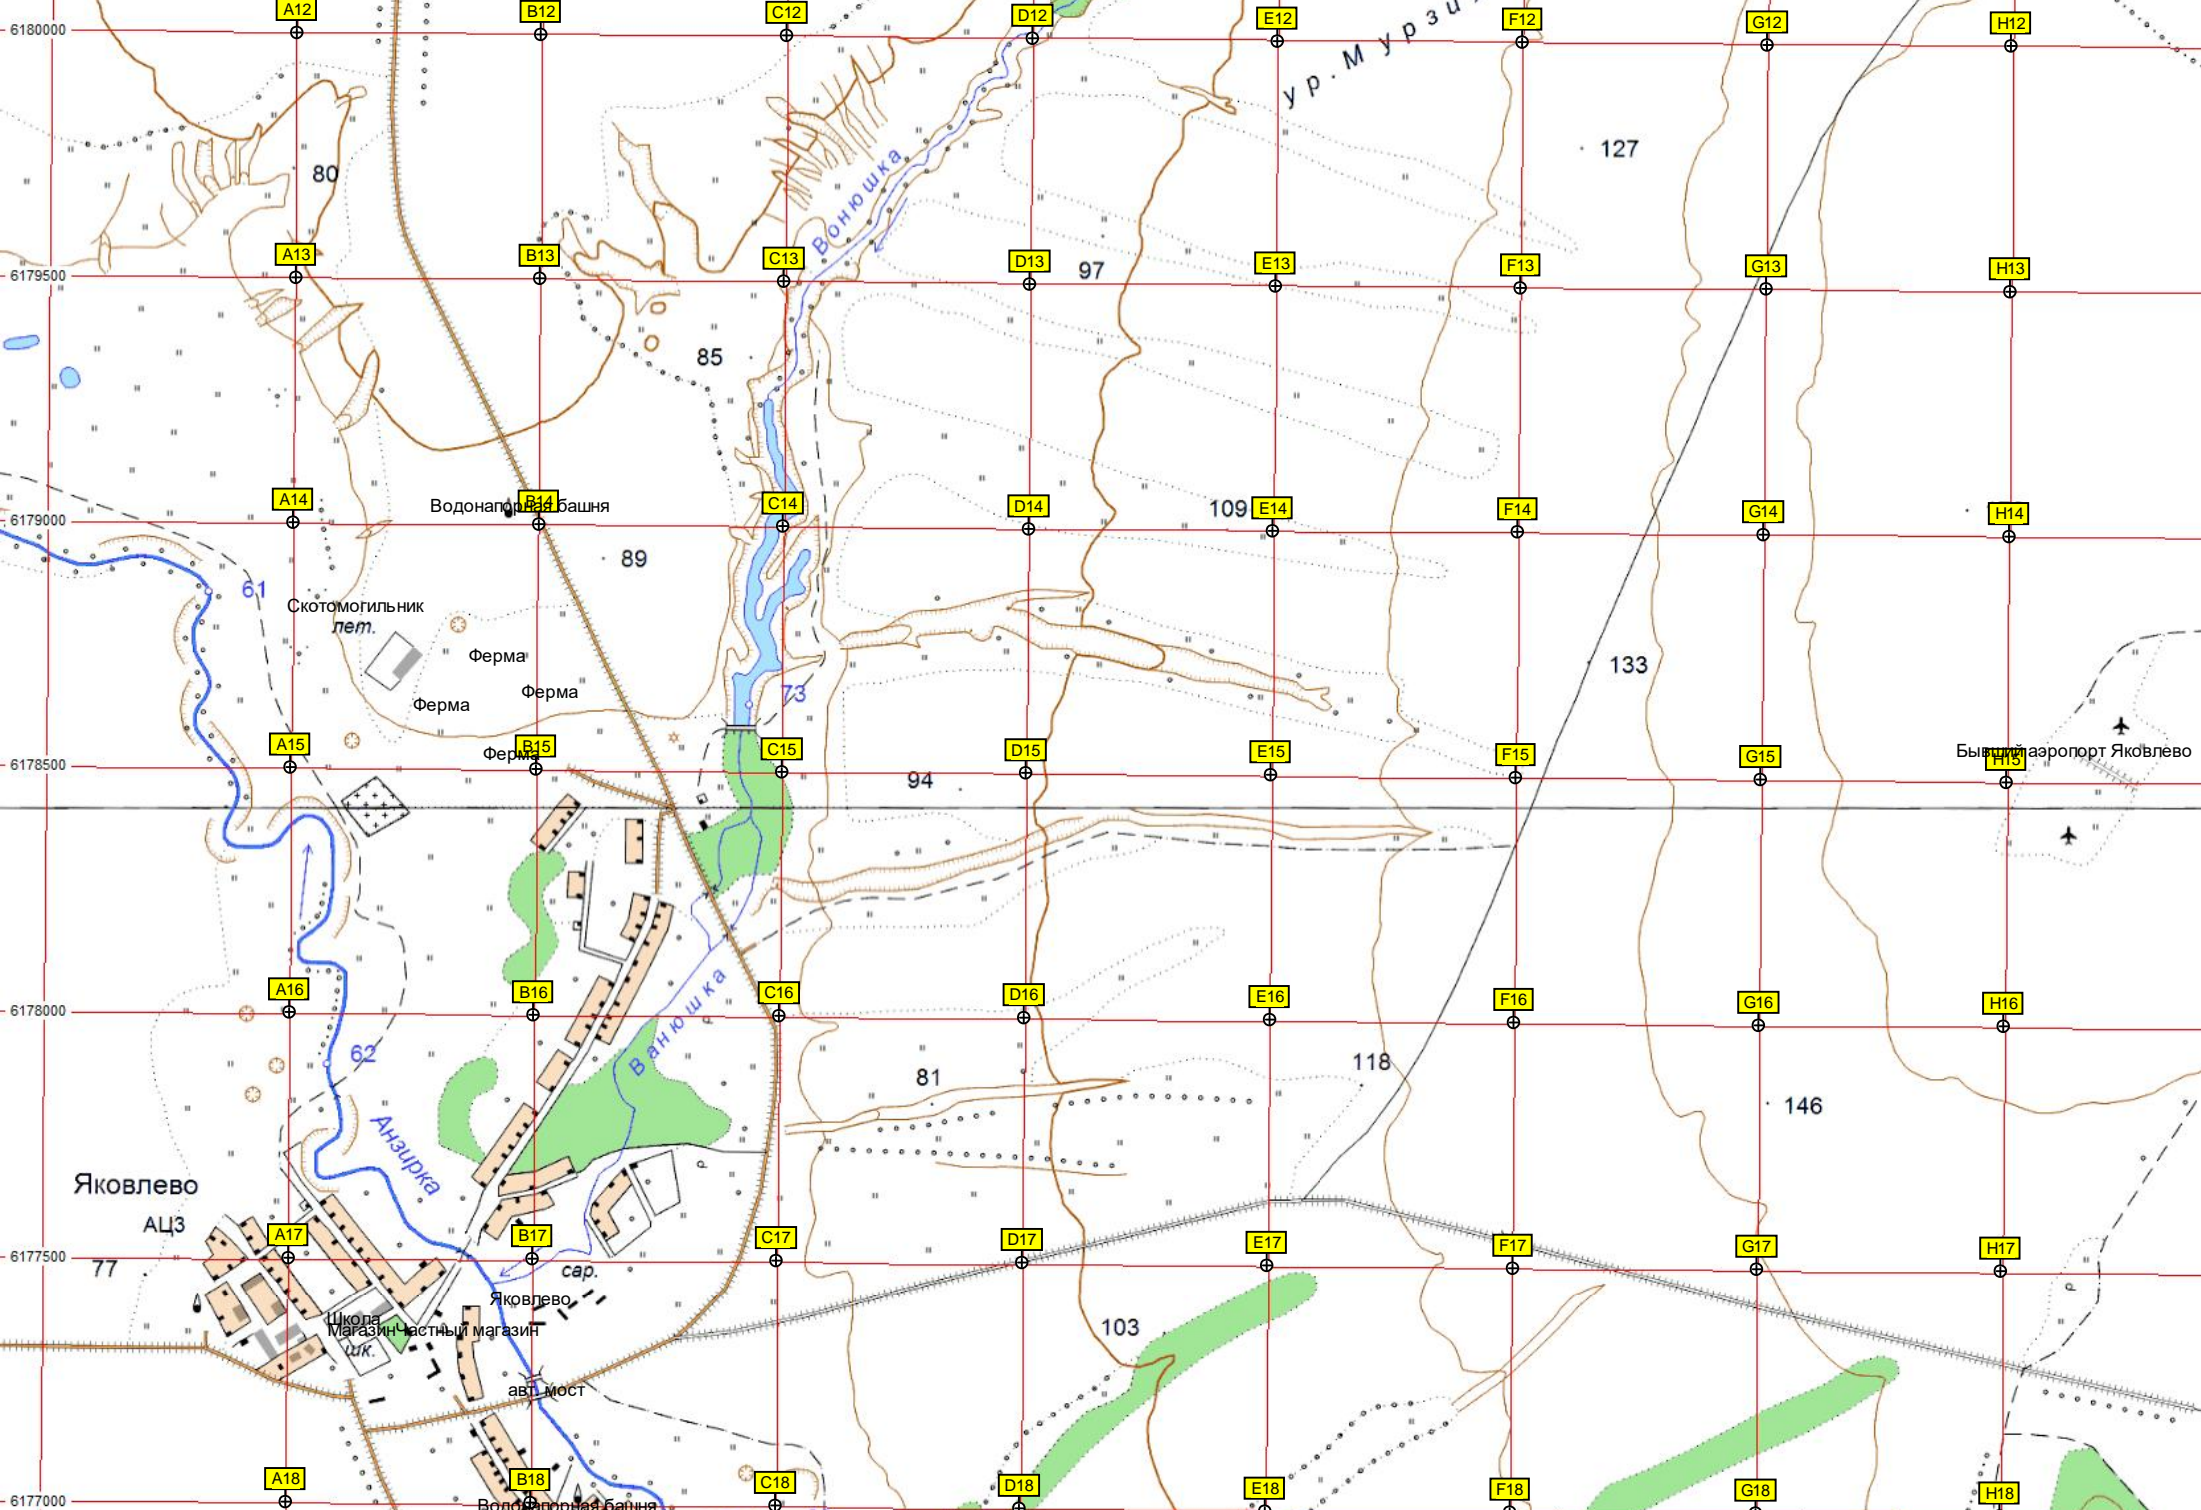 A12 B12 C12 D12 E12 F12 G12 H12
6180000
ур. Мурзи
127
80
Вонюшка
A13 B13 C13 D13 E13 F13 G13 H13
6179500
97
85
A14 B14 C14 D14 E14 F14 G14 H14
Водонапорная башня
109
6179000
89
61
Скотомогильник
лет.
Ферма
133
Ферма
73
Ферма
A15 B15 C15 D15 E15 F15 G15 H15
Ферма
Бывший аэропорт Яковлево
6178500
94
A16 B16 C16 D16 E16 F16 G16 H16
6178000
Ванюшка
62
118
81
146
Анзирка
Яковлево
АЦЗ
A17 B17 C17 D17 E17 F17 G17 H17
6177500
77
сар.
Яковлево
Школа
103
Магазин Частный магазин
шк.
авт. мост
A18 B18 C18 D18 E18 F18 G18 H18
6177000
Водонапорная башня